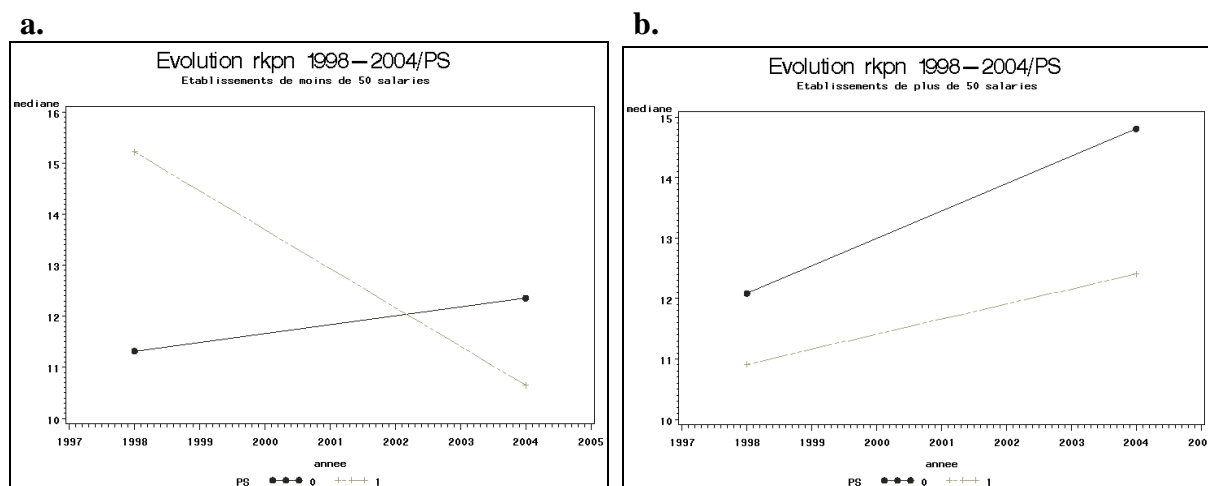 a.
Evolution rkpn 1998–2004/PS
Etablissements de moins de 50 salaries
mediane
16
15
14
13
12
11
10
1997 1998 1999 2000 2001 2002 2003 2004 2005
annee
PS 0 1
b.
Evolution rkpn 1998–2004/PS
Etablissements de plus de 50 salaries
mediane
15
14
13
12
11
10
1997 1998 1999 2000 2001 2002 2003 2004 200
annee
PS 0 1